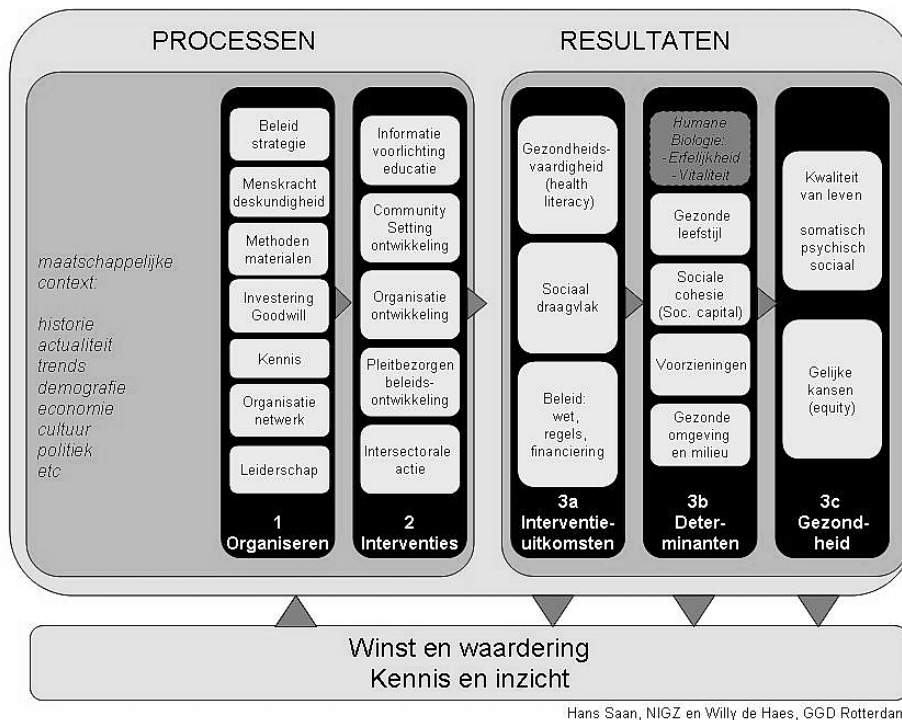 PROCESSEN
RESULTATEN
maatschappelijke
context:
historie
actualiteit
trends
demografie
economie
cultuur
politiek
etc
Beleid
strategie
Menskracht
deskundigheid
Methoden
materialen
Investering
Goodwill
Kennis
Organisatie
netwerk
Leiderschap
1
Organiseren
Informatie
voorlichting
educatie
Community
Setting
ontwikkeling
Organisatie
ontwikkeling
Pleitbezorgen
beleids-
ontwikkeling
Intersectorale
actie
2
Interventies
Gezondheids-
vaardigheid
(health
literacy)
Sociaal
draagvlak
Beleid:
wet,
regels,
financiering
3a
Interventie-
uitkomsten
Humane
Biologie:
- Erfelijkheid
- Vitaliteit
Gezonde
leefstijl
Sociale
cohesie
(Soc. capital)
Voorzieningen
Gezonde
omgeving
en milieu
3b
Deter-
minanten
Kwaliteit
van leven
somatisch
psychisch
sociaal
Gelijke
kansen
(equity)
3c
Gezond-
heid
Winst en waardering
Kennis en inzicht
Hans Saan, NIGZ en Willy de Haes, GGD Rotterdam